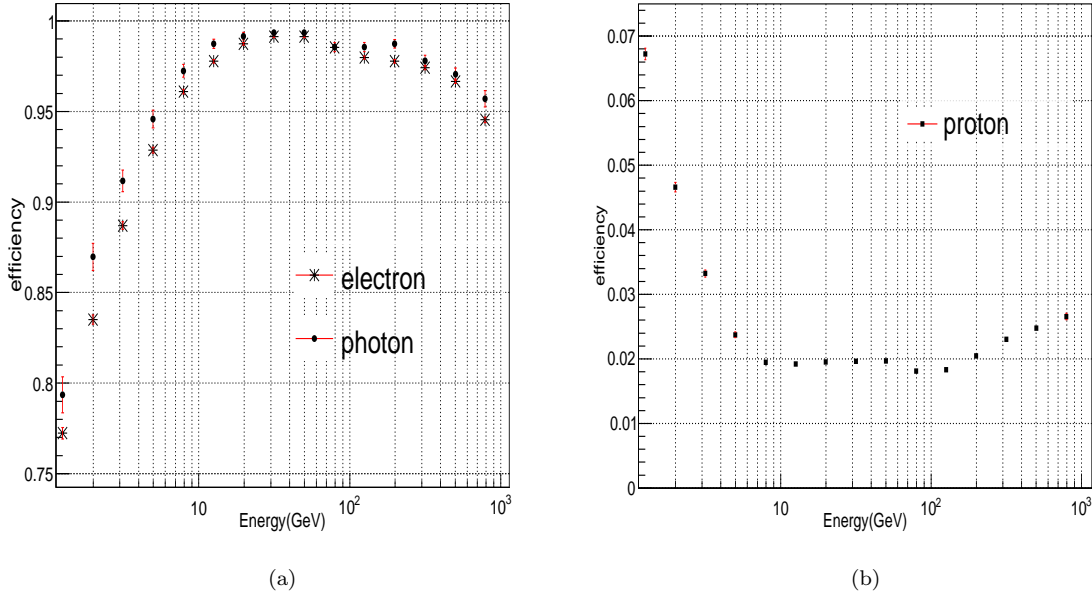 1
0.95
0.9
0.85
0.8
0.75
efficiency
electron
photon
10
10²
10³
Energy(GeV)
(a)
0.07
0.06
0.05
0.04
0.03
0.02
0.01
0
efficiency
proton
10
10²
10³
Energy(GeV)
(b)